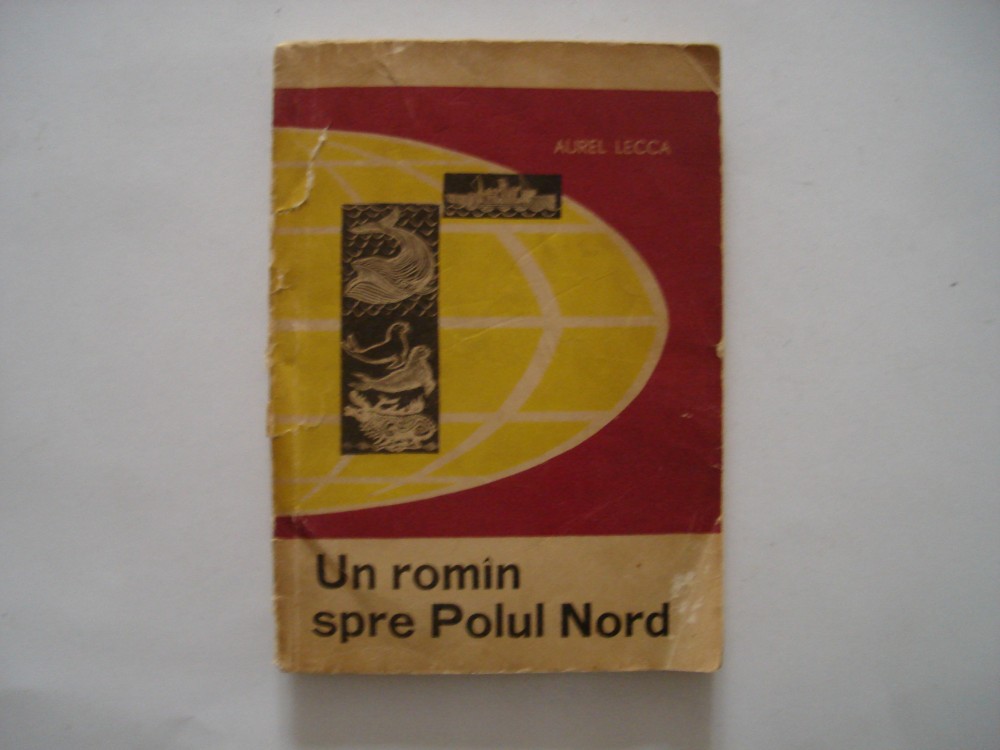 AUREL LECCA
Un romîn
spre Polul Nord